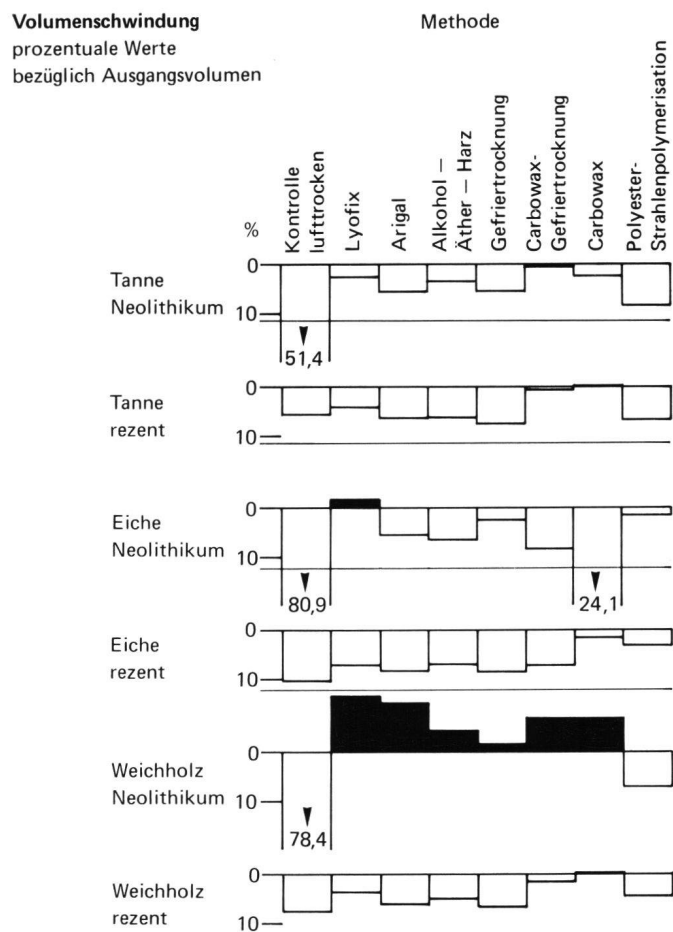 Volumenschwindung
prozentuale Werte
bezüglich Ausgangsvolumen
Methode
%
Kontrolle
lufttrocken
Lyofix
Arigal
Alkohol –
Äther – Harz
Gefriertrocknung
Carbowax-
Gefriertrocknung
Carbowax
Polyester-
Strahlenpolymerisation
Tanne
Neolithikum
0
10
51,4
Tanne
rezent
0
10
Eiche
Neolithikum
0
10
80,9
24,1
Eiche
rezent
0
10
Weichholz
Neolithikum
0
10
78,4
Weichholz
rezent
0
10